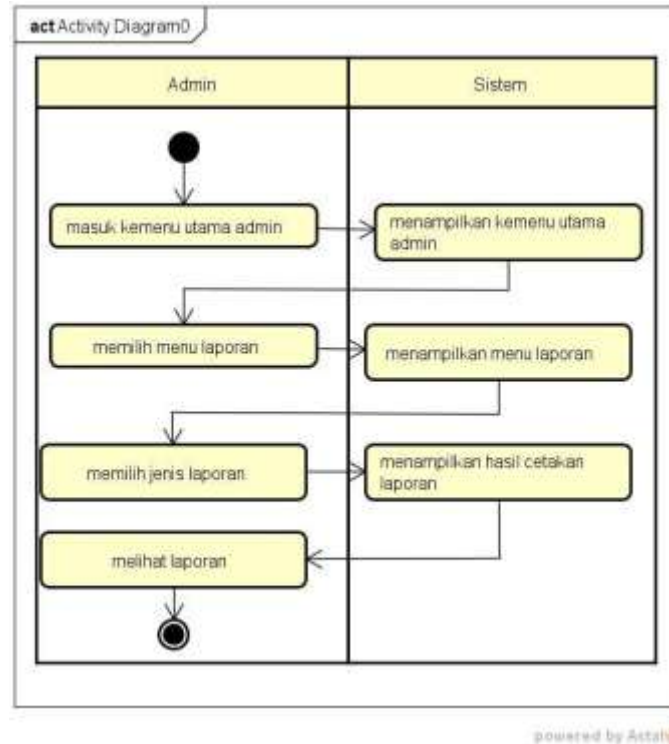 act Activity Diagram0
Admin
Sistem
masuk kemenu utama admin
menampilkan kemenu utama
admin
memilih menu laporan
menampilkan menu laporan
memilih jenis laporan
menampilkan hasil cetakan
laporan
melihat laporan
powered by